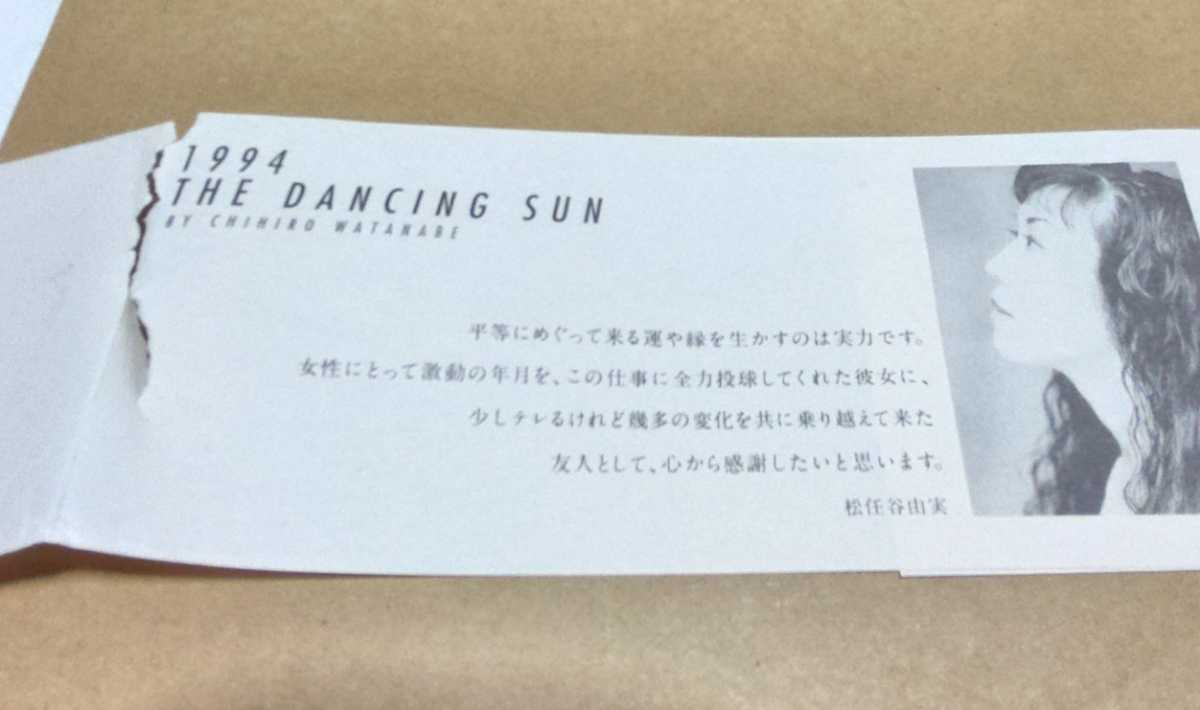 1994
THE DANCING SUN
BY CHIHIRO WATANABE
平等にめぐって来る運や縁を生かすのは実力です。
女性にとって激動の年月を、この仕事に全力投球してくれた彼女に、
少しテレるけれど幾多の変化を共に乗り越えて来た
友人として、心から感謝したいと思います。
松任谷由実